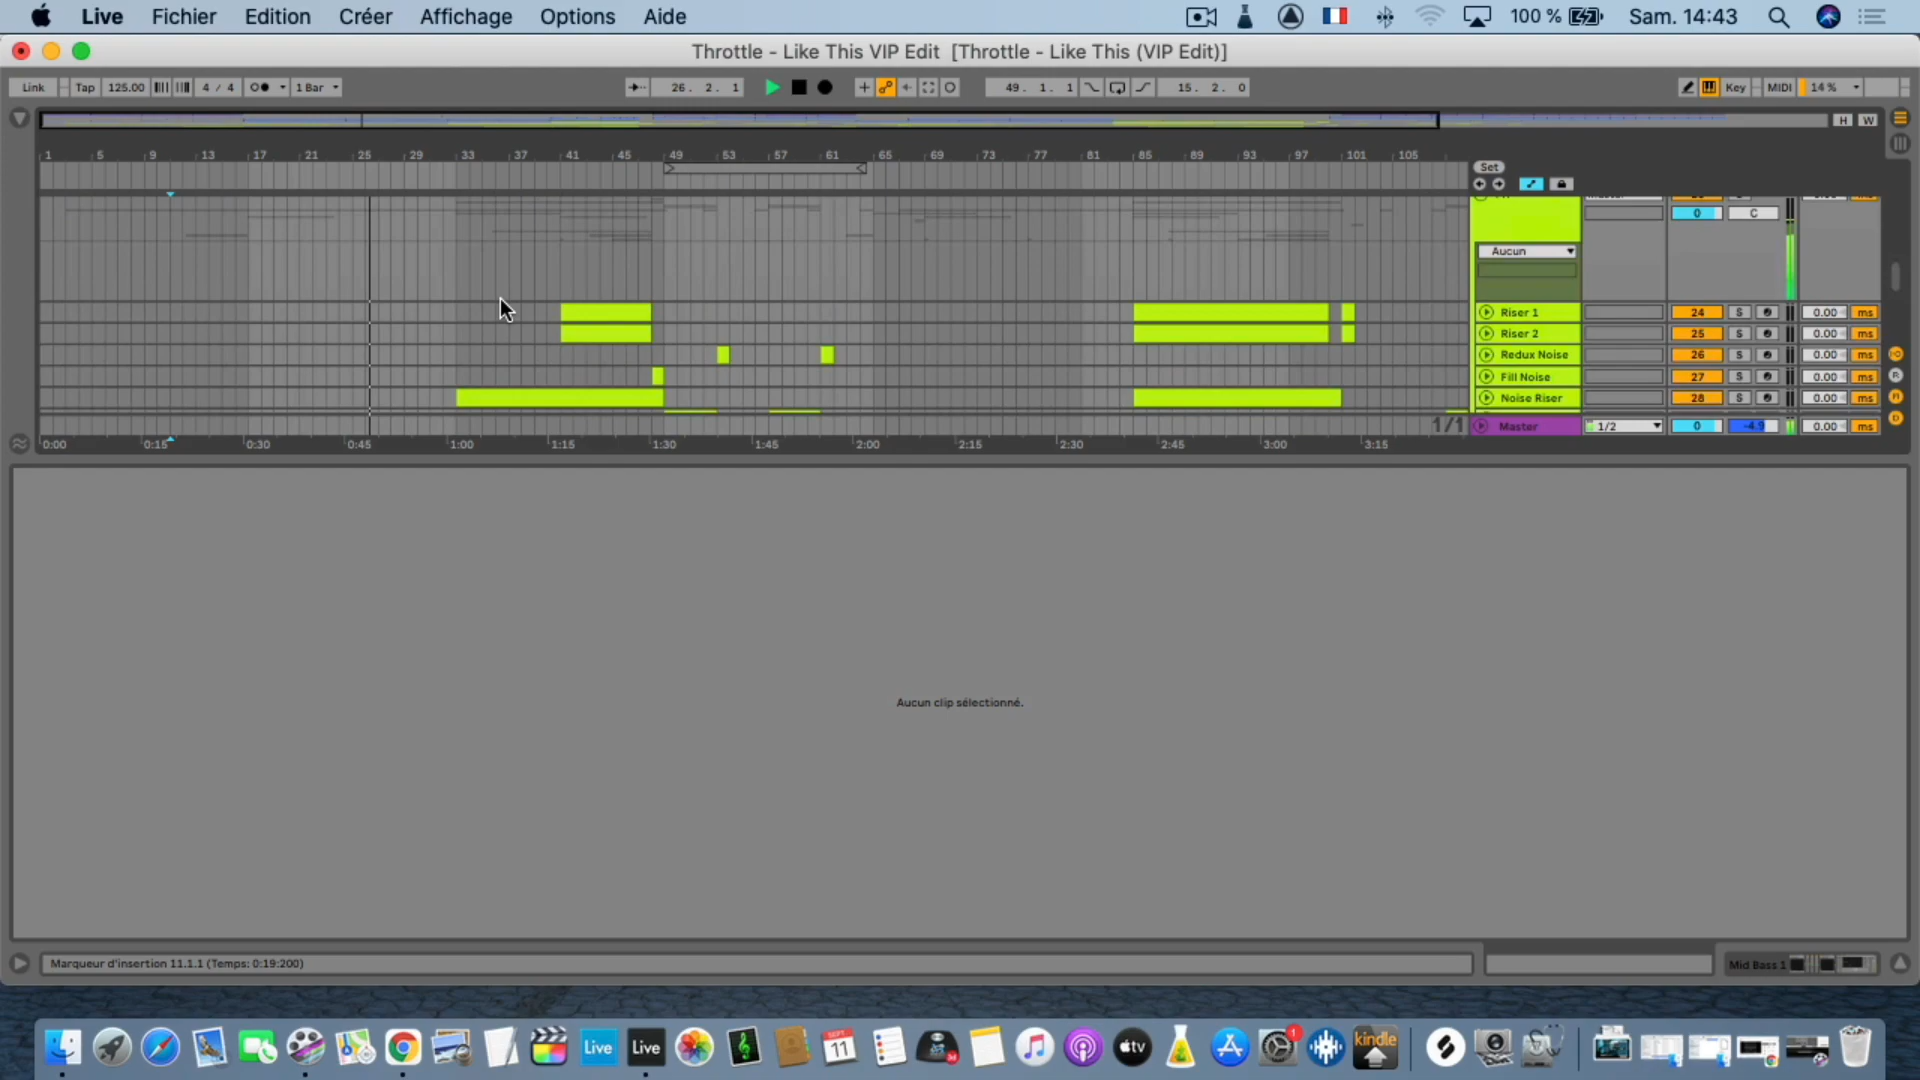 Live Fichier Edition Créer Affichage Options Aide 100 % Sam. 14:43
Throttle - Like This VIP Edit [Throttle - Like This (VIP Edit)]
Link Tap 125.00 4 / 4 1 Bar 26. 2. 1 49. 1. 1 15. 2. 0 Key MIDI 14 %
H W
1 5 9 13 17 21 25 29 33 37 41 45 49 53 57 61 65 69 73 77 81 85 89 93 97 101 105
Set
0 C
Aucun
Riser 1 24 S 0.00 ms
Riser 2 25 S 0.00 ms
Redux Noise 26 S 0.00 ms
Fill Noise 27 S 0.00 ms
Noise Riser 28 S 0.00 ms
1/1 Master 1/2 0 -4.9 0.00 ms
0:00 0:15 0:30 0:45 1:00 1:15 1:30 1:45 2:00 2:15 2:30 2:45 3:00 3:15
Aucun clip sélectionné.
Marqueur d'insertion 11.1.1 (Temps: 0:19:200) Mid Bass 1
Live Live SEPT 11 tv 1 kindle